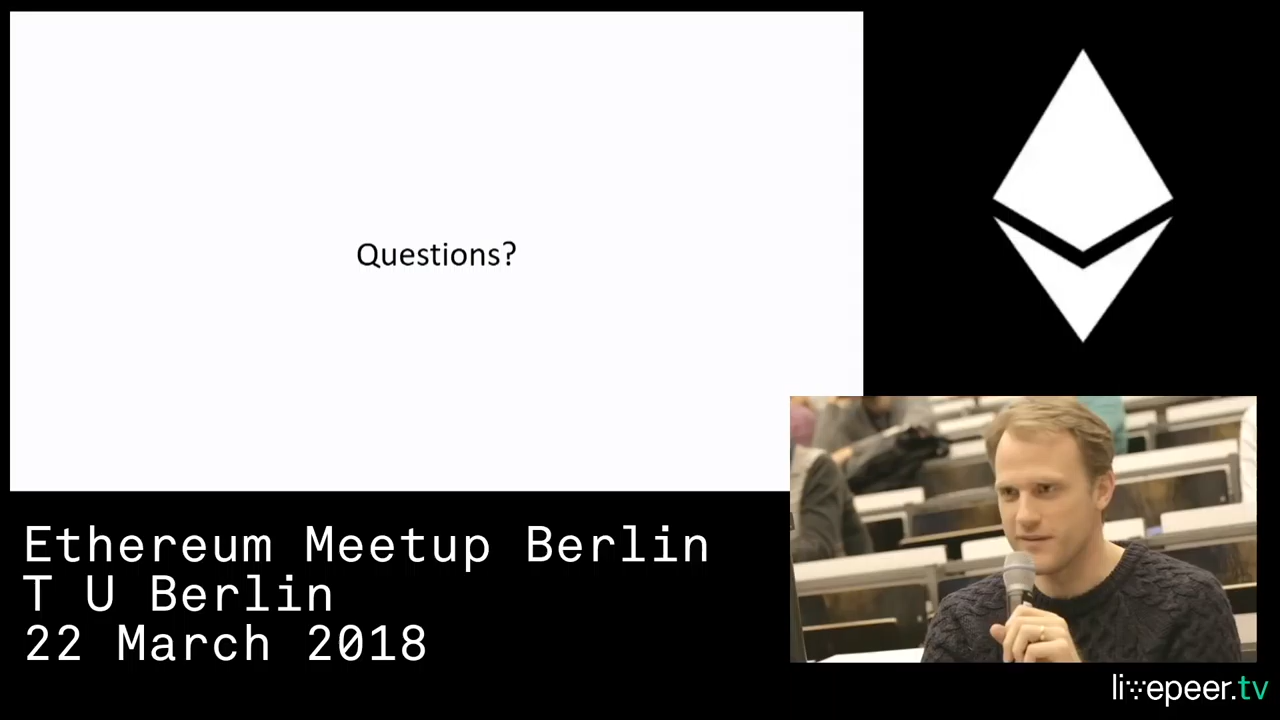 Questions?
Ethereum Meetup Berlin
T U Berlin
22 March 2018
livepeer.tv